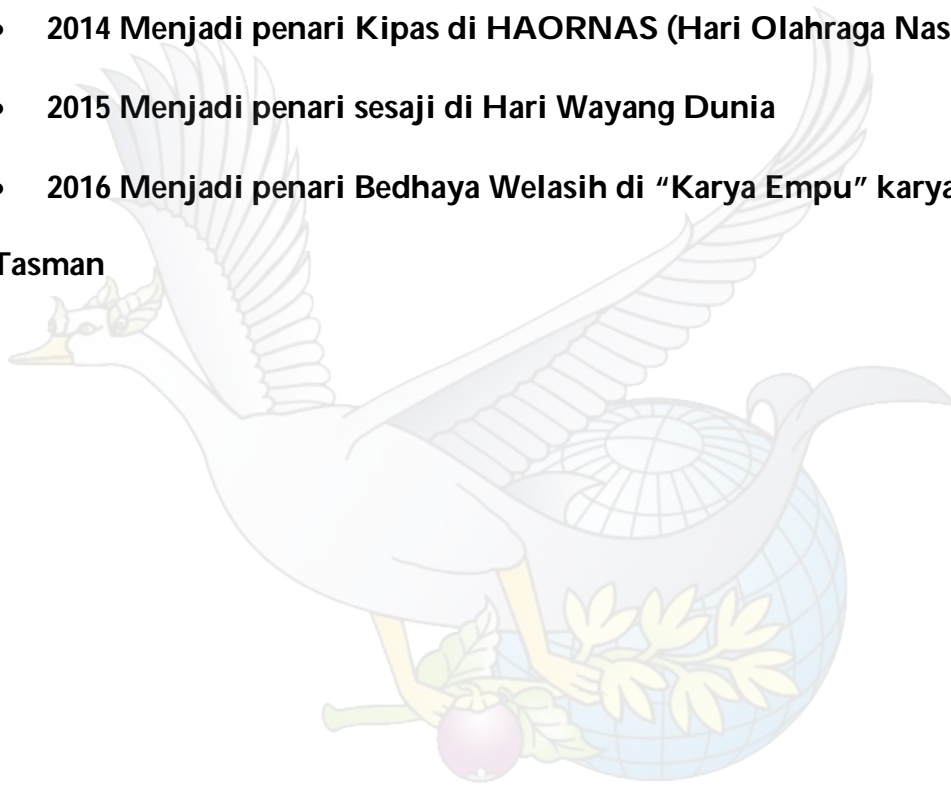 • 2014 Menjadi penari Kipas di HAORNAS (Hari Olahraga Nas
• 2015 Menjadi penari sesaji di Hari Wayang Dunia
• 2016 Menjadi penari Bedhaya Welasih di “Karya Empu” karya
Tasman